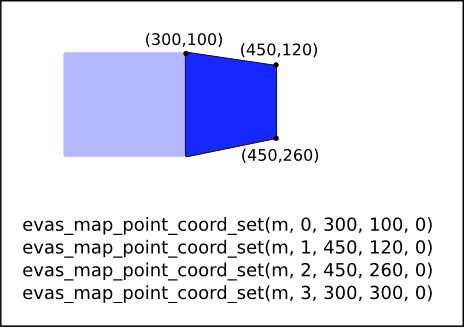 (300,100)
(450,120)
(450,260)
evas_map_point_coord_set(m, 0, 300, 100, 0)
evas_map_point_coord_set(m, 1, 450, 120, 0)
evas_map_point_coord_set(m, 2, 450, 260, 0)
evas_map_point_coord_set(m, 3, 300, 300, 0)